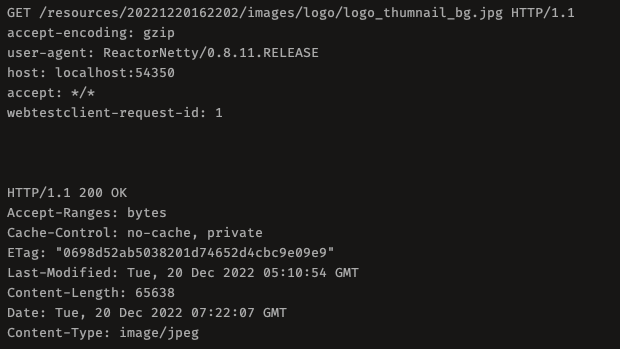 GET /resources/20221220162202/images/logo/logo_thumnail_bg.jpg HTTP/1.1
accept-encoding: gzip
user-agent: ReactorNetty/0.8.11.RELEASE
host: localhost:54350
accept: */*
webtestclient-request-id: 1
HTTP/1.1 200 OK
Accept-Ranges: bytes
Cache-Control: no-cache, private
ETag: "0698d52ab5038201d74652d4cbc9e09e9"
Last-Modified: Tue, 20 Dec 2022 05:10:54 GMT
Content-Length: 65638
Date: Tue, 20 Dec 2022 07:22:07 GMT
Content-Type: image/jpeg